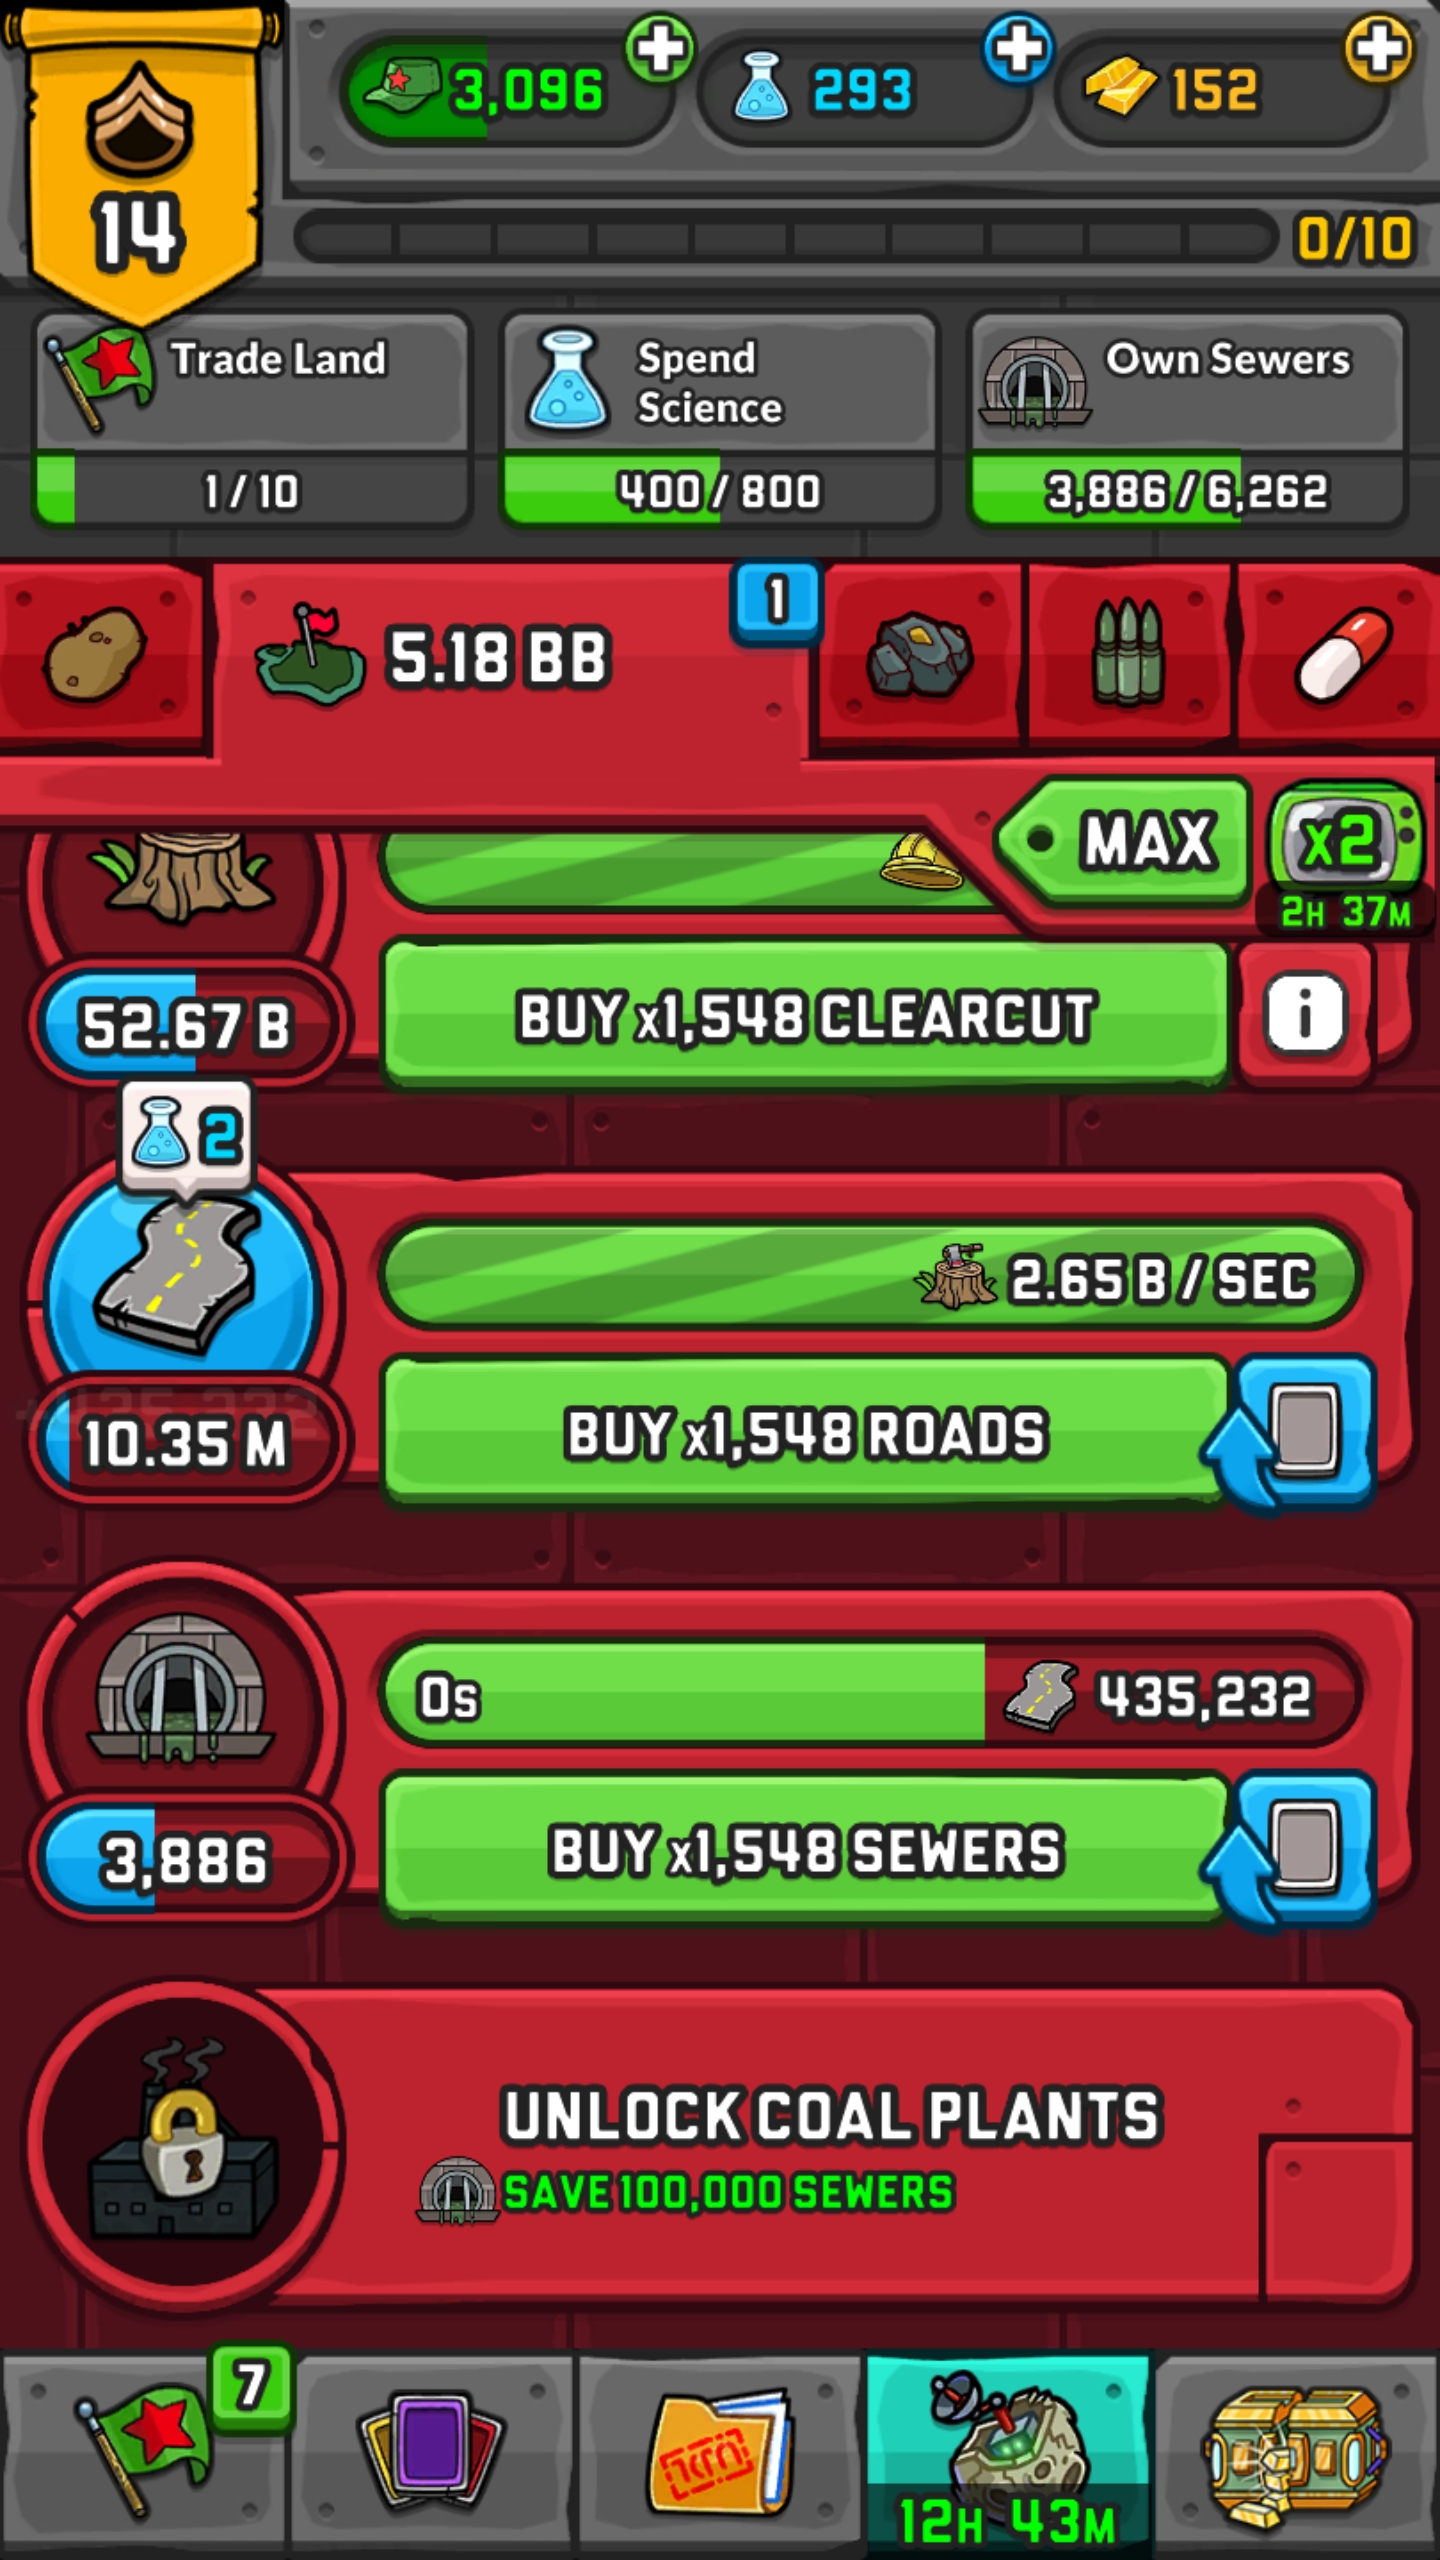 14
3,096
293
152
0/10
Trade Land
1/10
Spend
Science
400/800
Own Sewers
3,886/6,262
5.18 BB
1
MAX
x2
2H 37M
52.67 B
BUY x1,548 CLEARCUT
i
2
2.65 B / SEC
10.35 M
BUY x1,548 ROADS
0s
435,232
3,886
BUY x1,548 SEWERS
UNLOCK COAL PLANTS
SAVE 100,000 SEWERS
7
12H 43M